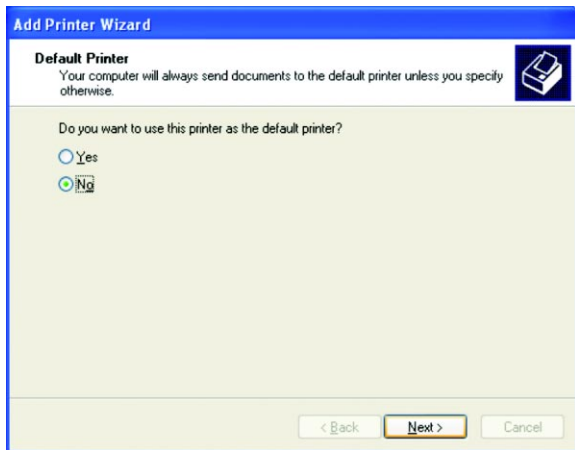 Add Printer Wizard
Default Printer
Your computer will always send documents to the default printer unless you specify
otherwise.
Do you want to use this printer as the default printer?
Yes
No
< Back
Next >
Cancel